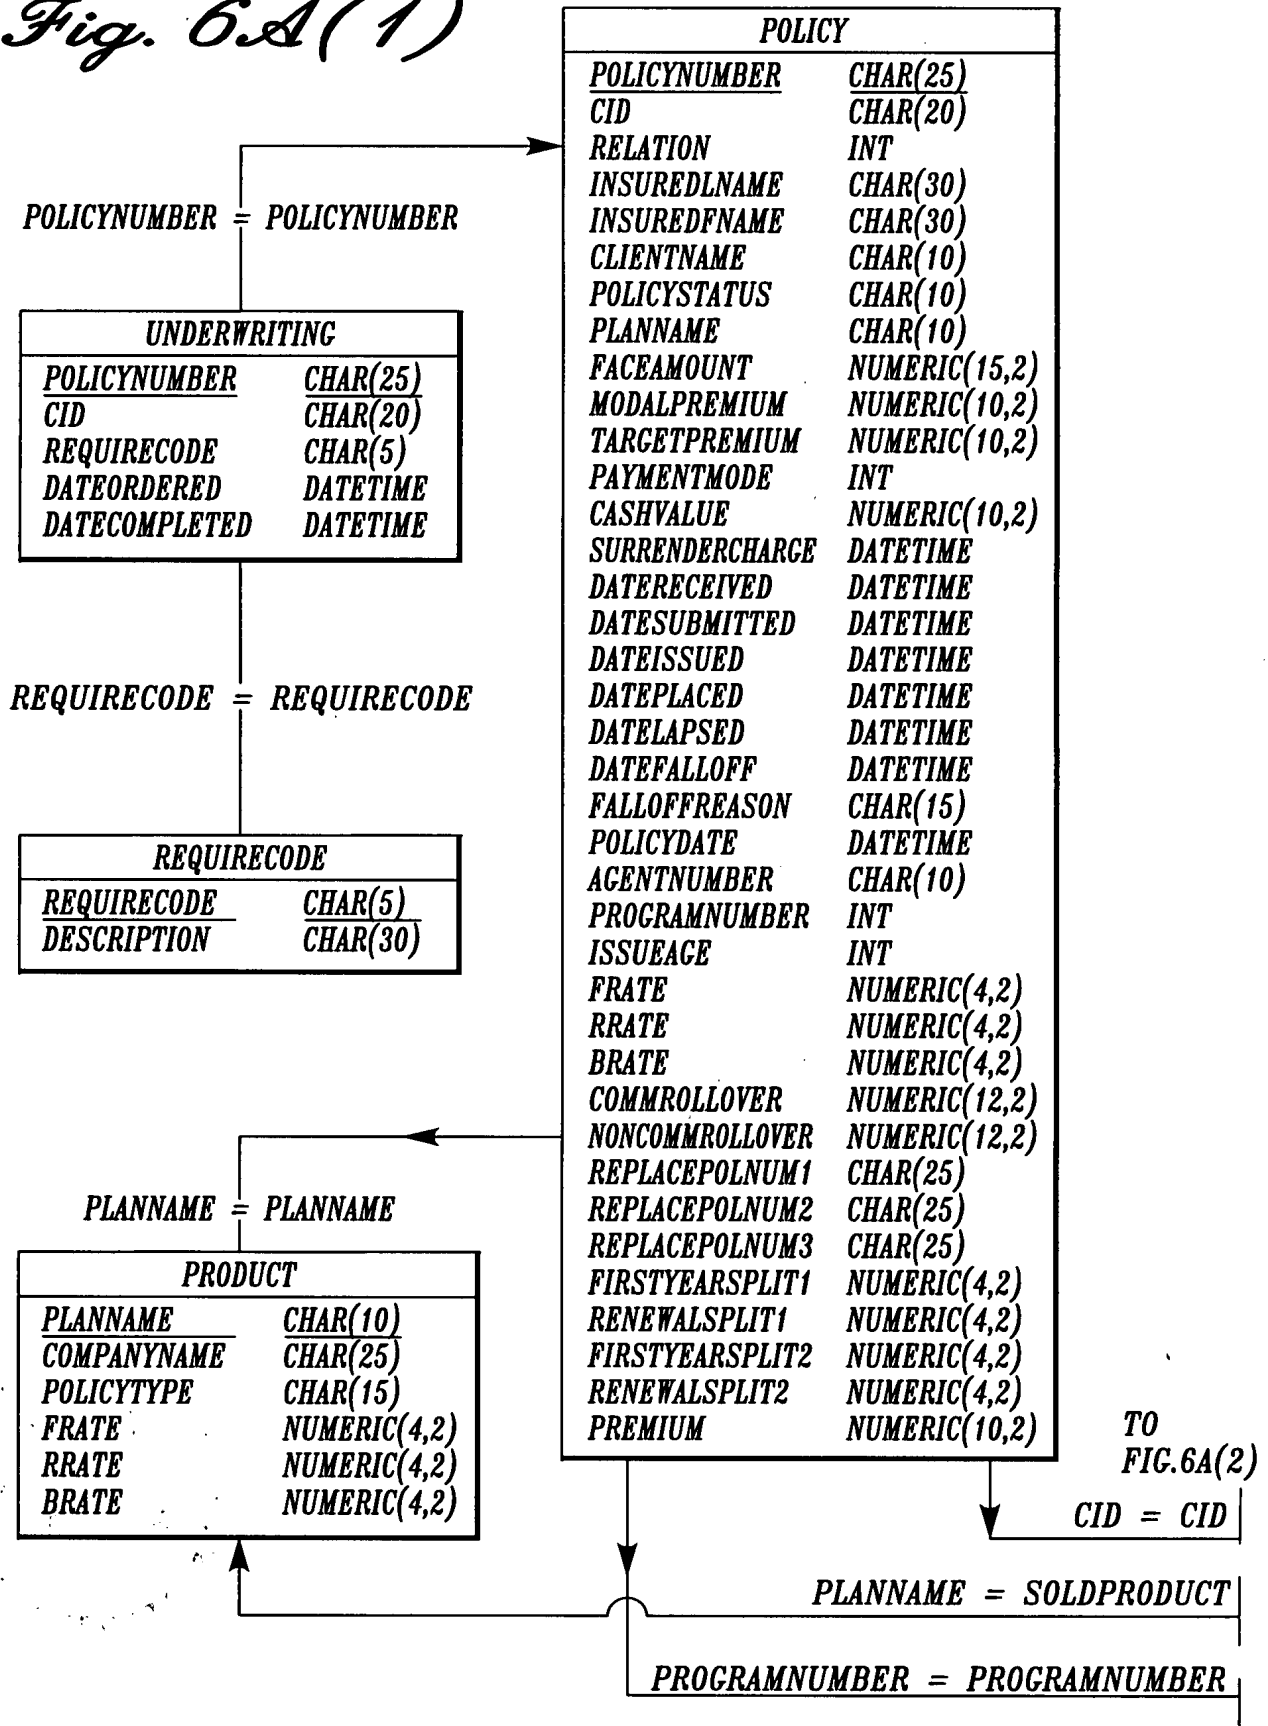 Fig. 6A(1)
POLICY
POLICYNUMBER CHAR(25)
CID CHAR(20)
RELATION INT
INSUREDLNAME CHAR(30)
INSUREDFNAME CHAR(30)
CLIENTNAME CHAR(10)
POLICYSTATUS CHAR(10)
PLANNAME CHAR(10)
FACEAMOUNT NUMERIC(15,2)
MODALPREMIUM NUMERIC(10,2)
TARGETPREMIUM NUMERIC(10,2)
PAYMENTMODE INT
CASHVALUE NUMERIC(10,2)
SURRENDERCHARGE DATETIME
DATERECEIVED DATETIME
DATESUBMITTED DATETIME
DATEISSUED DATETIME
DATEPLACED DATETIME
DATELAPSED DATETIME
DATEFALLOFF DATETIME
FALLOFFREASON CHAR(15)
POLICYDATE DATETIME
AGENTNUMBER CHAR(10)
PROGRAMNUMBER INT
ISSUEAGE INT
FRATE NUMERIC(4,2)
RRATE NUMERIC(4,2)
BRATE NUMERIC(4,2)
COMMROLLOVER NUMERIC(12,2)
NONCOMMROLLOVER NUMERIC(12,2)
REPLACEPOLNUM1 CHAR(25)
REPLACEPOLNUM2 CHAR(25)
REPLACEPOLNUM3 CHAR(25)
FIRSTYEARSPLIT1 NUMERIC(4,2)
RENEWALSPLIT1 NUMERIC(4,2)
FIRSTYEARSPLIT2 NUMERIC(4,2)
RENEWALSPLIT2 NUMERIC(4,2)
PREMIUM NUMERIC(10,2)
POLICYNUMBER = POLICYNUMBER
UNDERWRITING
POLICYNUMBER CHAR(25)
CID CHAR(20)
REQUIRECODE CHAR(5)
DATEORDERED DATETIME
DATECOMPLETED DATETIME
REQUIRECODE = REQUIRECODE
REQUIRECODE
REQUIRECODE CHAR(5)
DESCRIPTION CHAR(30)
PLANNAME = PLANNAME
PRODUCT
PLANNAME CHAR(10)
COMPANYNAME CHAR(25)
POLICYTYPE CHAR(15)
FRATE NUMERIC(4,2)
RRATE NUMERIC(4,2)
BRATE NUMERIC(4,2)
TO
FIG.6A(2)
CID = CID
PLANNAME = SOLDPRODUCT
PROGRAMNUMBER = PROGRAMNUMBER